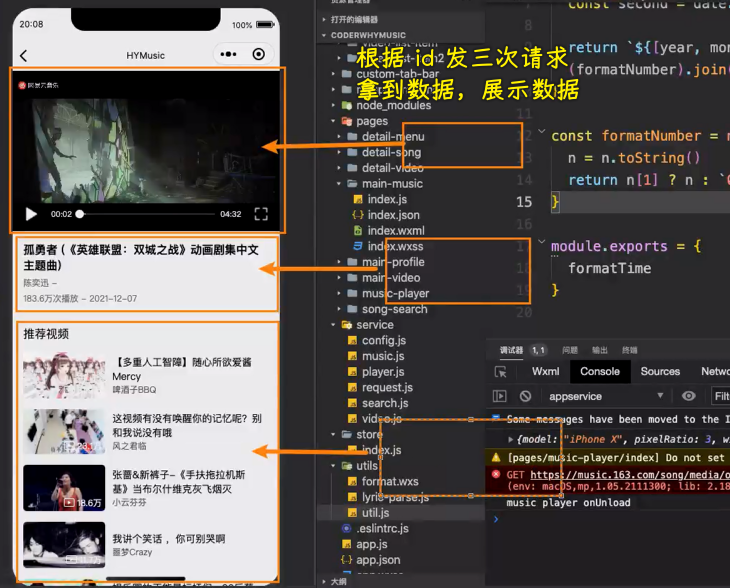 20:08
100%
HYMusic
网易云音乐
00:02
04:32
孤勇者 (《英雄联盟：双城之战》动画剧集中文
主题曲)
陈奕迅 -
183.6万次播放 - 2021-12-07
推荐视频
【多重人工智障】随心所欲爱酱
Mercy
啤酒子BBQ
这视频有没有唤醒你的记忆呢？别
和我说没有哦
风之君临
张蕾&新裤子-《手扶拖拉机斯
基》当布尔什维克灰飞烟灭
小云芬芬
18.6万
我讲个笑话 ，你可别哭啊
噩梦Crazy
根据 id 发三次请求
拿到数据，展示数据
打开的编辑器
CODERWHYMUSIC
custom-tab-bar
node_modules
pages
detail-menu
detail-song
detail-video
main-music
index.js
index.json
index.wxml
index.wxss
main-profile
main-video
music-player
song-search
service
config.js
music.js
player.js
request.js
search.js
video.js
store
index.js
utils
format.wxs
lyric-parse.js
util.js
.eslintrc.js
app.js
app.json
大纲
const second = date.
return `${[year, mor
(formatNumber).join(
11
12
const formatNumber = n
n = n.toString()
14
return n[1] ? n : `0
15
}
16
module.exports = {
formatTime
}
20
调试器
1, 1
问题
输出
终端
Wxml
Console
Sources
Netwo
appservice
Filt
Some messages have been moved to the I
{model: "iPhone X", pixelRatio: 3, w
[pages/music-player/index] Do not set
GET https://music.163.com/song/media/o
(env: macOS,mp,1.05.2111300; lib: 2.18
music player onUnload